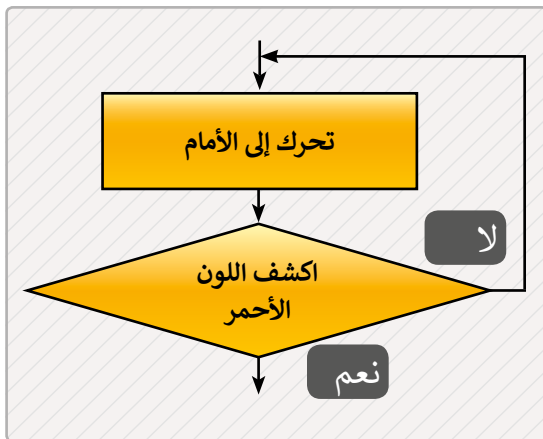 تحرك إلى الأمام
لا
اكشف اللون
الأحمر
نعم